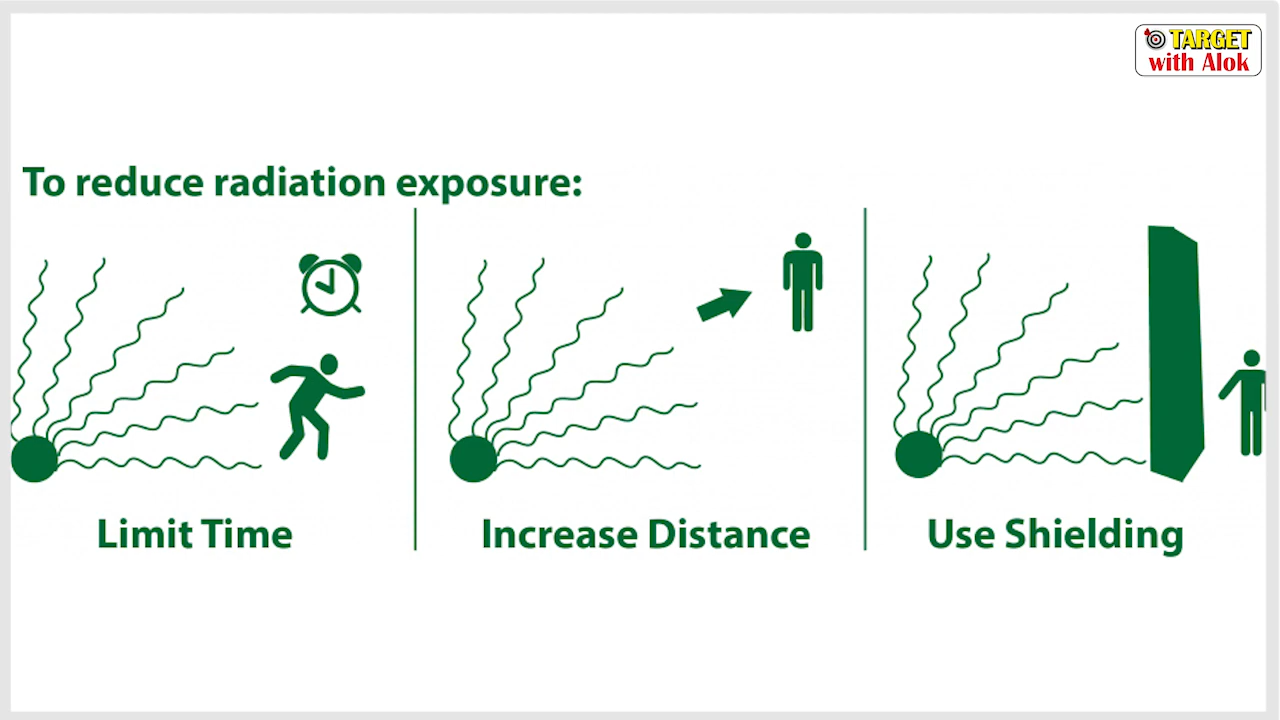 TARGET
with Alok
To reduce radiation exposure:
Limit Time
Increase Distance
Use Shielding